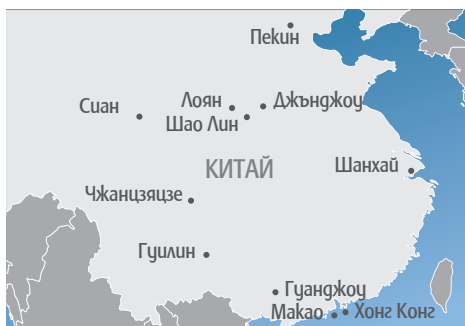 Пекин
Лоян
Джънджоу
Сиан
Шао Лин
КИТАЙ
Шанхай
Чжанцзяцзе
Гуилин
Гуанджоу
Макао
Хонг Конг